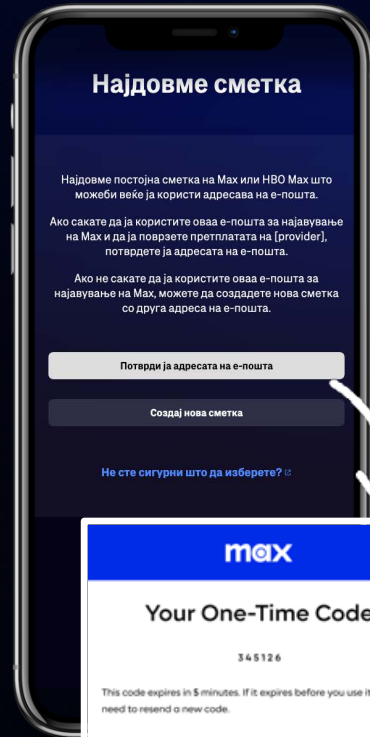 Најдовме сметка
Најдовме постојна сметка на Max или HBO Max што
можеби веќе ја користи адресава на е-пошта.
Ако сакате да ја користите оваа е-пошта за најавување
на Max и да ја поврзете претплатата на [provider],
потврдете ја адресата на е-пошта.
Ако не сакате да ја користите оваа е-пошта за
најавување на Max, можете да создадете нова сметка
со друга адреса на е-пошта.
Потврди ја адресата на е-пошта
Создај нова сметка
Не сте сигурни што да изберете?
max
Your One-Time Code
345126
This code expires in 5 minutes. If it expires before you use it
need to resend a new code.